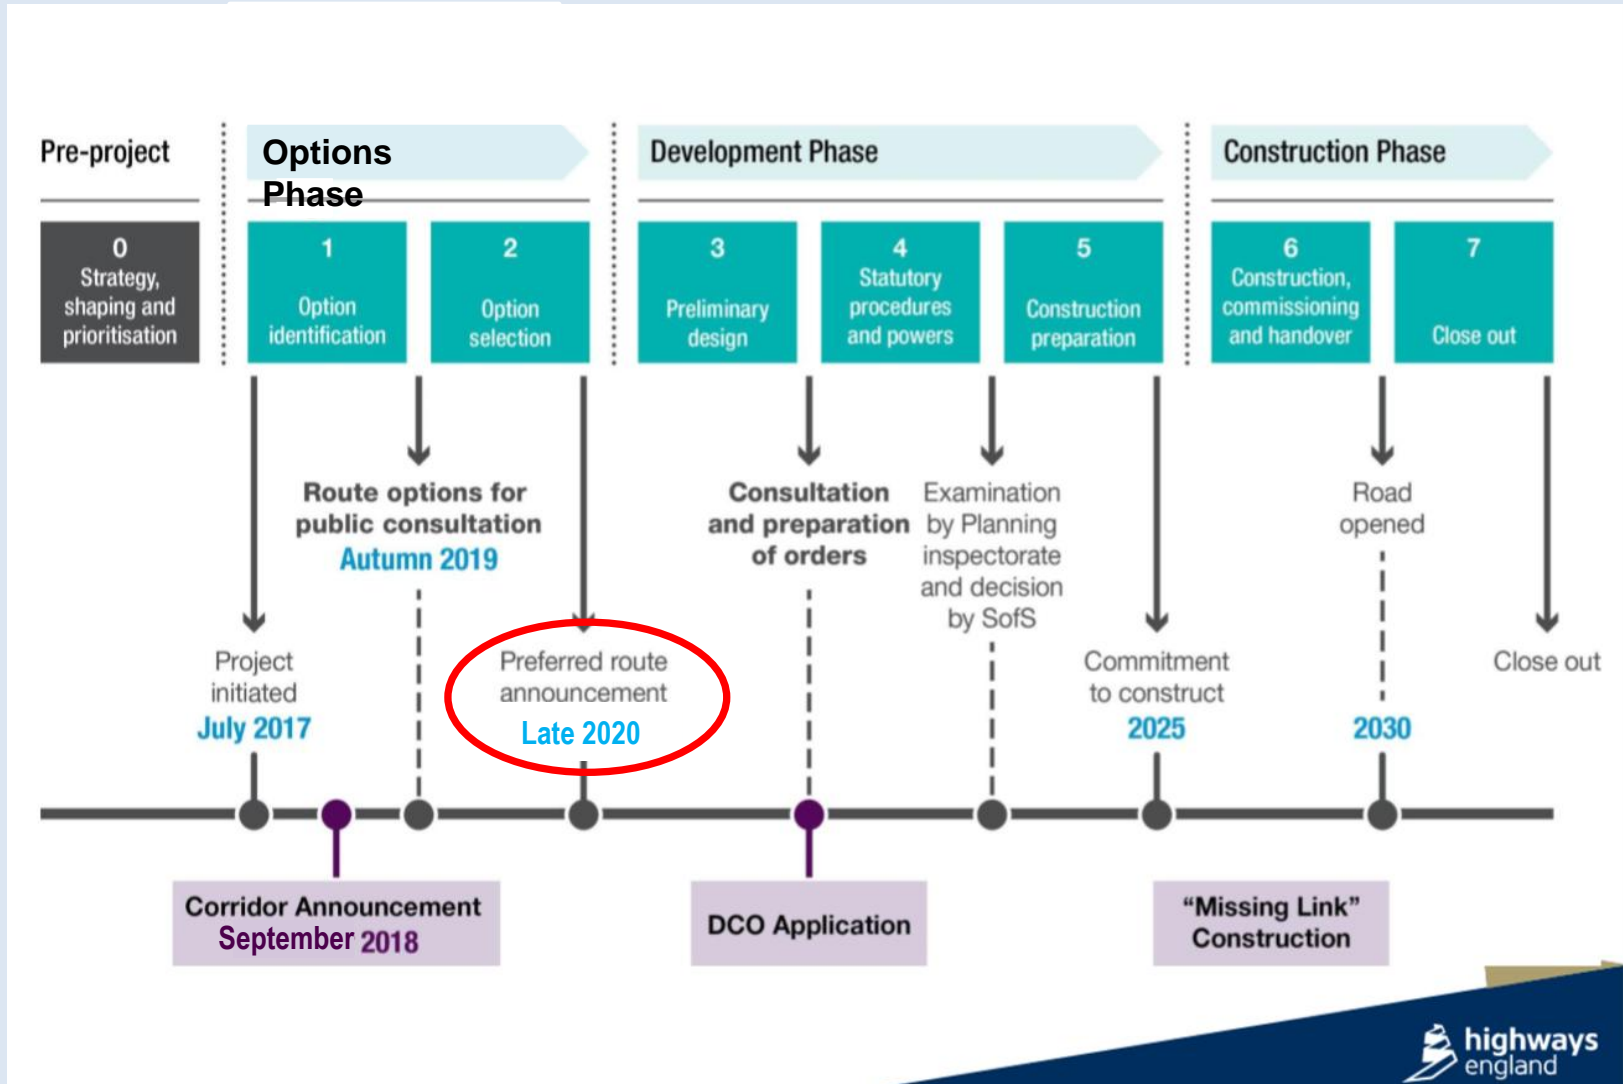 Pre-project
Options
Phase
Development Phase
Construction Phase
0
Strategy,
shaping and
prioritisation
1
Option
identification
2
Option
selection
3
Preliminary
design
4
Statutory
procedures
and powers
5
Construction
preparation
6
Construction,
commissioning
and handover
7
Close out
Route options for
public consultation
Autumn 2019
Consultation
and preparation
of orders
Examination
by Planning
inspectorate
and decision
by SofS
Road
opened
Project
initiated
July 2017
Preferred route
announcement
Late 2020
Commitment
to construct
2025
2030
Close out
Corridor Announcement
September 2018
DCO Application
“Missing Link”
Construction
highways
england